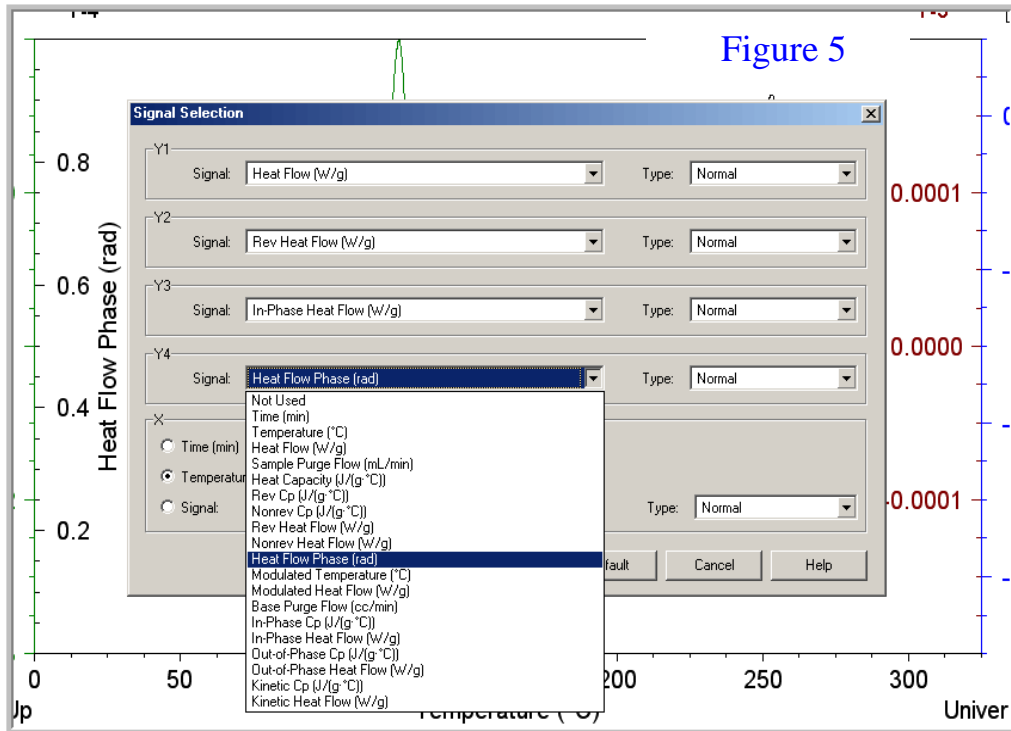 Figure 5
Signal Selection
Y1
Signal: Heat Flow (W/g) Type: Normal
Y2
Signal: Rev Heat Flow (W/g) Type: Normal
Y3
Signal: In-Phase Heat Flow (W/g) Type: Normal
Y4
Signal: Heat Flow Phase (rad) Type: Normal
Not Used
Time (min)
Temperature (°C)
Heat Flow (W/g)
Sample Purge Flow (mL/min)
Heat Capacity (J/(g·°C))
Rev Cp (J/(g·°C))
Nonrev Cp (J/(g·°C))
Rev Heat Flow (W/g)
Nonrev Heat Flow (W/g)
Heat Flow Phase (rad)
Modulated Temperature (°C)
Modulated Heat Flow (W/g)
Base Purge Flow (cc/min)
In-Phase Cp (J/(g·°C))
In-Phase Heat Flow (W/g)
Out-of-Phase Cp (J/(g·°C))
Out-of-Phase Heat Flow (W/g)
Kinetic Cp (J/(g·°C))
Kinetic Heat Flow (W/g)
X
Time (min)
Temperatur
Signal: Type: Normal
fault Cancel Help
Heat Flow Phase (rad)
0.8
0.6
0.4
0.2
0.0001
0.0000
-0.0001
0 50 200 250 300
Up Temperature (°C) Univer